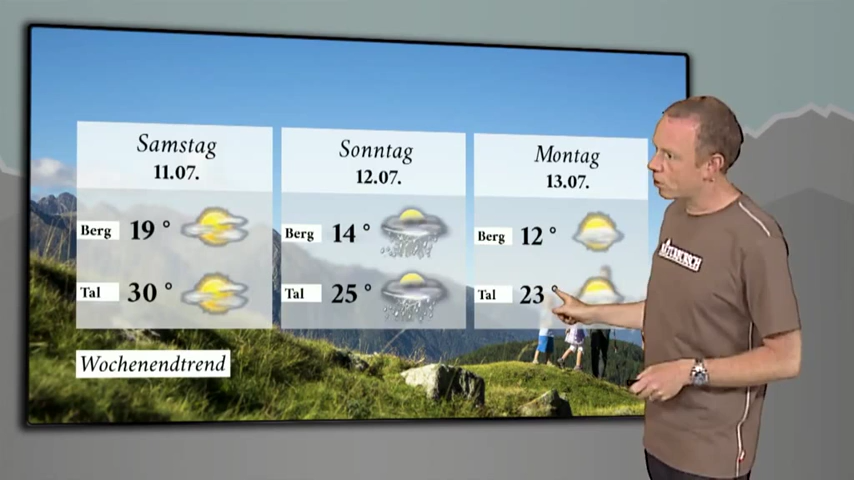 Samstag
11.07.
Berg 19 °
Tal 30 °
Sonntag
12.07.
Berg 14 °
Tal 25 °
Montag
13.07.
Berg 12 °
Tal 23 °
Wochenendtrend